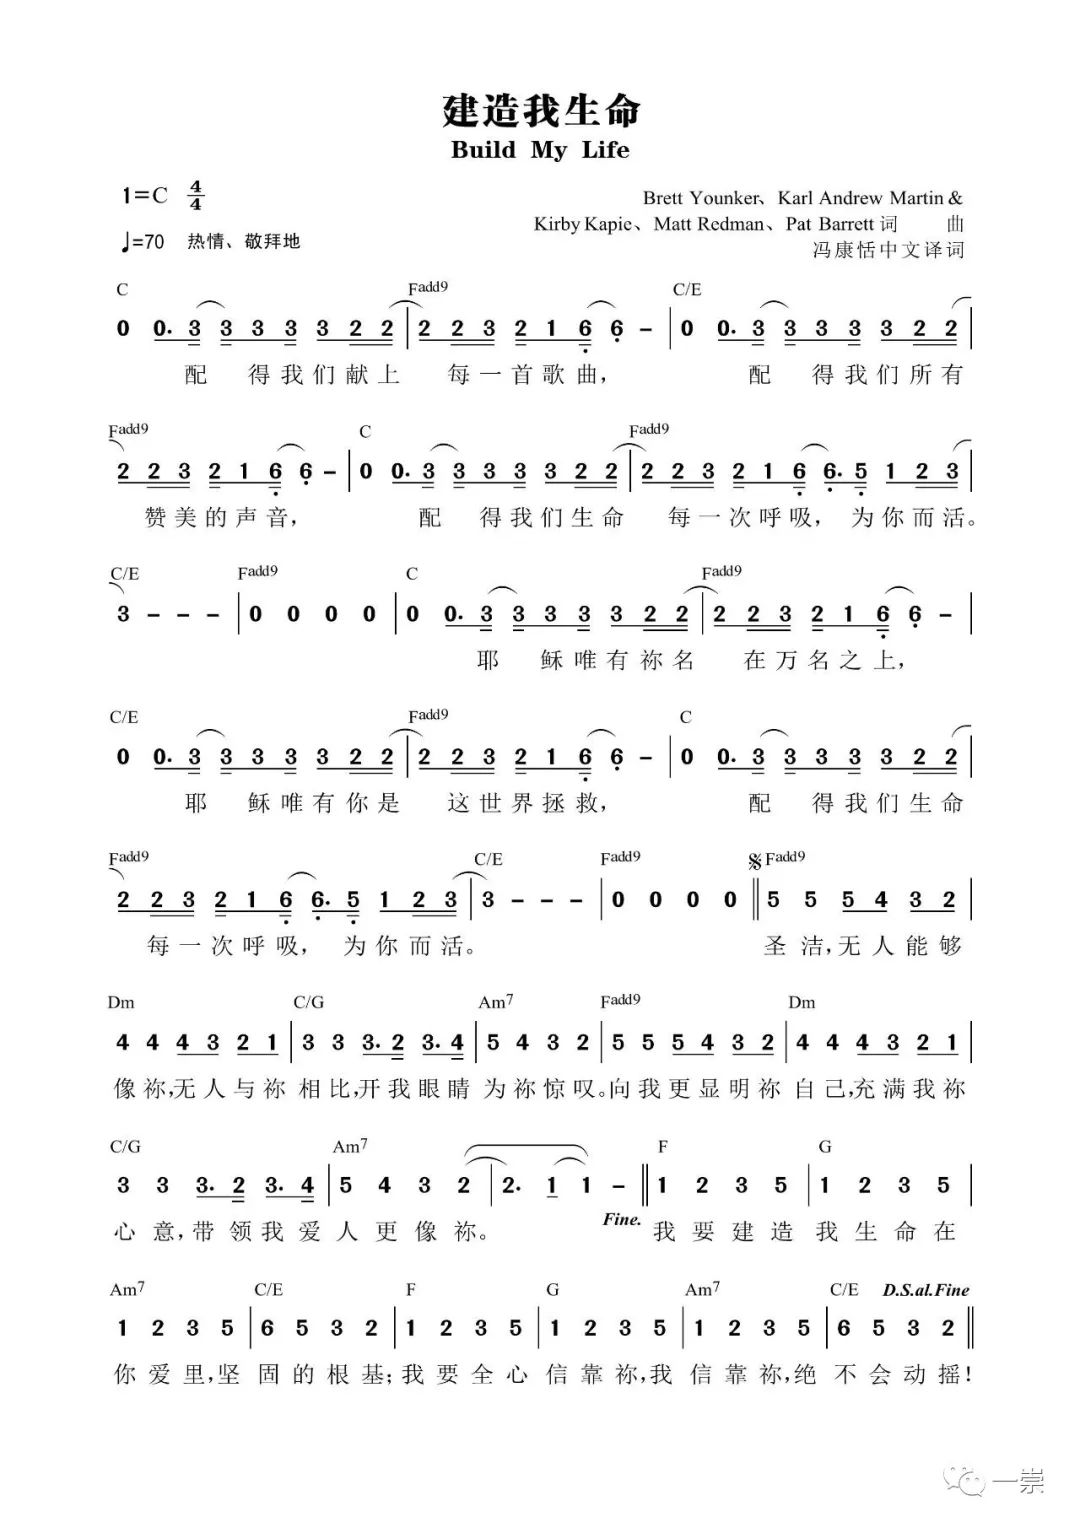 建造我生命
Build My Life
1=C 4/4
♩=70 热情、敬拜地
Brett Younker、Karl Andrew Martin &
Kirby Kapie、Matt Redman、Pat Barrett 词 曲
冯康恬中文译词
C Fadd9 C/E
0 0. 3 3 3 3 3 2 2 | 2 2 3 2 1 6 6 - | 0 0. 3 3 3 3 3 2 2 |
配 得我们献上 每一首歌曲， 配 得我们所有
Fadd9 C Fadd9
2 2 3 2 1 6 6 - | 0 0. 3 3 3 3 3 2 2 | 2 2 3 2 1 6 6. 5 1 2 3 |
赞美的声音， 配 得我们生命 每一次呼吸， 为你而活。
C/E Fadd9 C Fadd9
3 - - - | 0 0 0 0 | 0 0. 3 3 3 3 3 2 2 | 2 2 3 2 1 6 6 - |
耶 稣唯有祢名 在万名之上，
C/E Fadd9 C
0 0. 3 3 3 3 3 2 2 | 2 2 3 2 1 6 6 - | 0 0. 3 3 3 3 3 2 2 |
耶 稣唯有你是 这世界拯救， 配 得我们生命
Fadd9 C/E Fadd9 𝄋 Fadd9
2 2 3 2 1 6 6. 5 1 2 3 | 3 - - - | 0 0 0 0 || 5 5 5 4 3 2 |
每一次呼吸， 为你而活。 圣洁，无人能够
Dm C/G Am7 Fadd9 Dm
4 4 4 3 2 1 | 3 3 3. 2 3. 4 | 5 4 3 2 | 5 5 5 4 3 2 | 4 4 4 3 2 1 |
像祢，无人与祢 相比，开我眼睛 为祢惊叹。向我更显明祢 自己，充满我祢
C/G Am7 F G
3 3 3. 2 3. 4 | 5 4 3 2 | 2. 1 1 - || 1 2 3 5 | 1 2 3 5 |
Fine.
心意，带领我爱人更像祢。 我要建造我生命在
Am7 C/E F G Am7 C/E D.S.al.Fine
1 2 3 5 | 6 5 3 2 | 1 2 3 5 | 1 2 3 5 | 1 2 3 5 | 6 5 3 2 ||
你爱里，坚固的根基；我要全心信靠祢，我信靠祢，绝不会动摇！
一崇